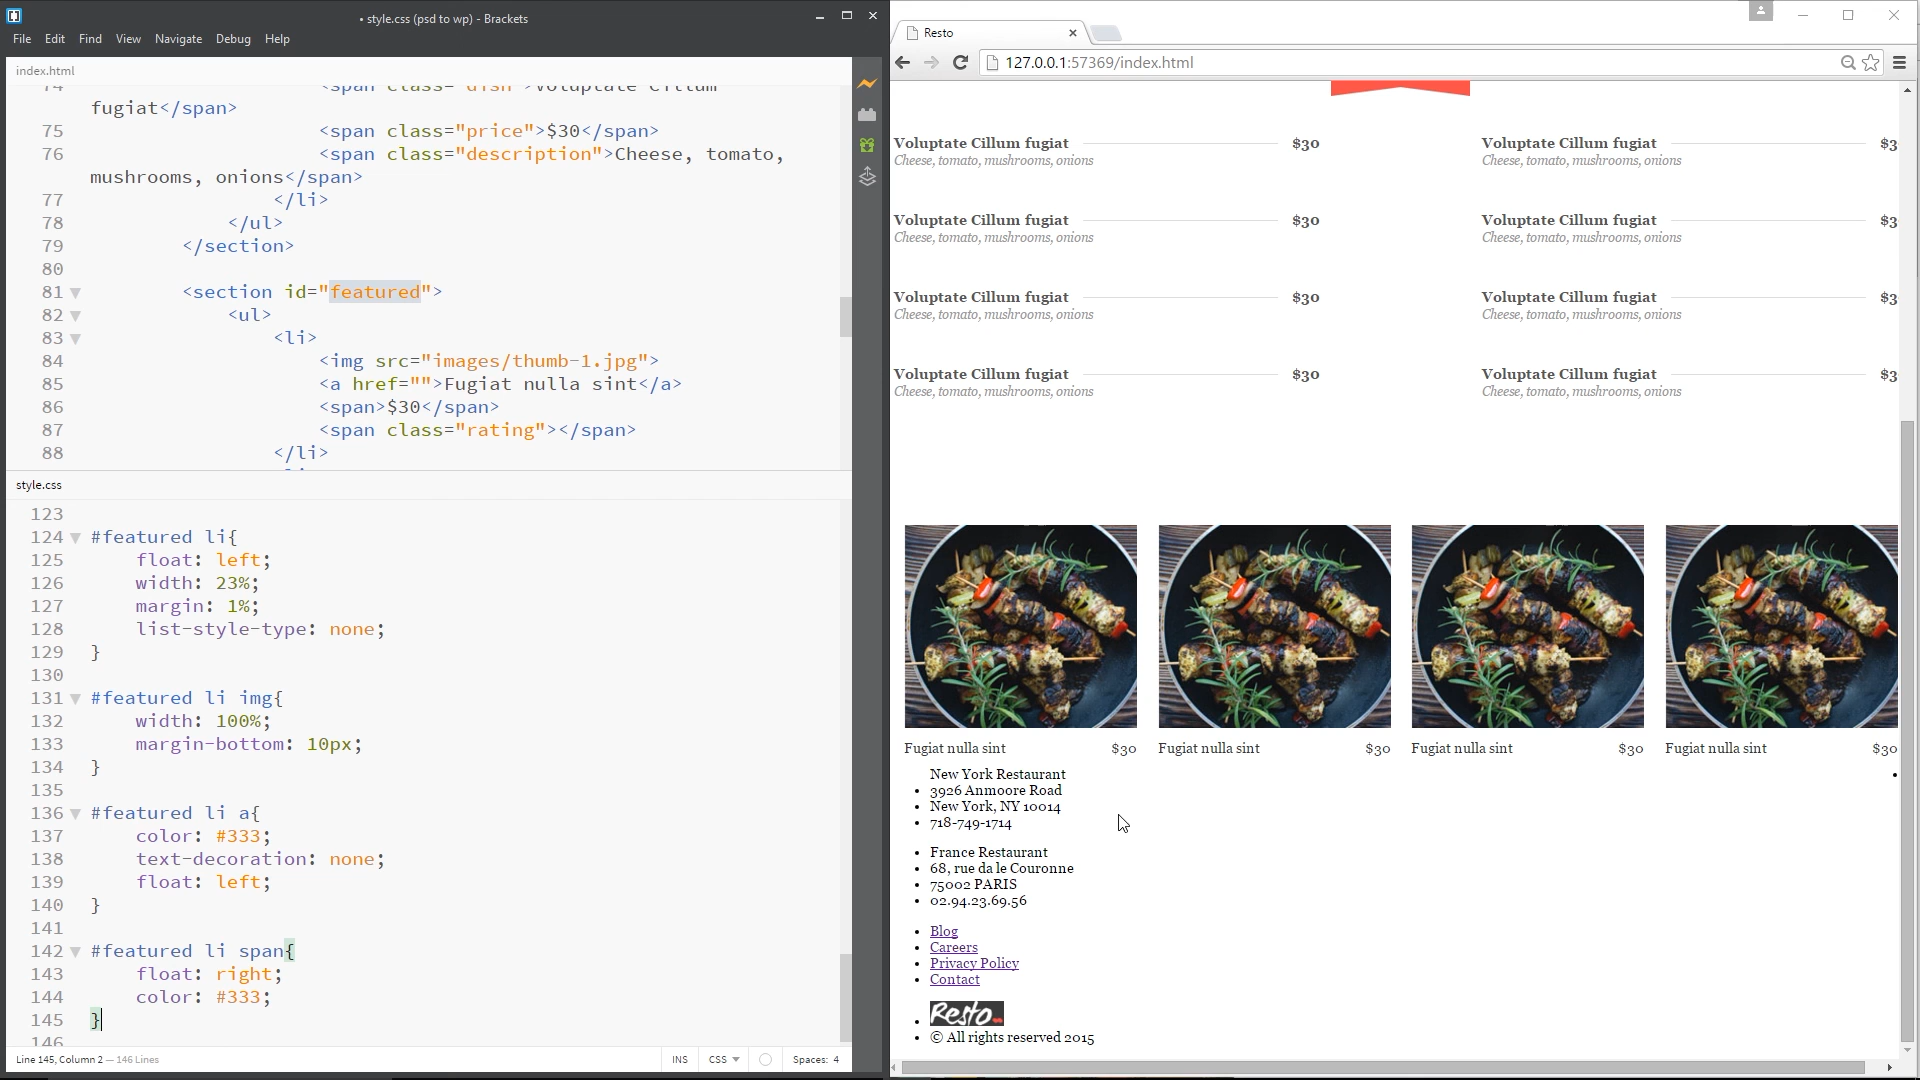 • style.css (psd to wp) - Brackets
File Edit Find View Navigate Debug Help
index.html
74 <span class="dish">Voluptate Cillum
fugiat</span>
75 <span class="price">$30</span>
76 <span class="description">Cheese, tomato,
mushrooms, onions</span>
77 </li>
78 </ul>
79 </section>
80
81 <section id="featured">
82 <ul>
83 <li>
84 <img src="images/thumb-1.jpg">
85 <a href="">Fugiat nulla sint</a>
86 <span>$30</span>
87 <span class="rating"></span>
88 </li>
style.css
123
124 #featured li{
125 float: left;
126 width: 23%;
127 margin: 1%;
128 list-style-type: none;
129 }
130
131 #featured li img{
132 width: 100%;
133 margin-bottom: 10px;
134 }
135
136 #featured li a{
137 color: #333;
138 text-decoration: none;
139 float: left;
140 }
141
142 #featured li span{
143 float: right;
144 color: #333;
145 }
146
Line 145, Column 2 — 146 Lines INS CSS Spaces: 4
Resto
127.0.0.1:57369/index.html
Voluptate Cillum fugiat $30 Voluptate Cillum fugiat $3
Cheese, tomato, mushrooms, onions Cheese, tomato, mushrooms, onions
Voluptate Cillum fugiat $30 Voluptate Cillum fugiat $3
Cheese, tomato, mushrooms, onions Cheese, tomato, mushrooms, onions
Voluptate Cillum fugiat $30 Voluptate Cillum fugiat $3
Cheese, tomato, mushrooms, onions Cheese, tomato, mushrooms, onions
Voluptate Cillum fugiat $30 Voluptate Cillum fugiat $3
Cheese, tomato, mushrooms, onions Cheese, tomato, mushrooms, onions
Fugiat nulla sint $30 Fugiat nulla sint $30 Fugiat nulla sint $30 Fugiat nulla sint $30
New York Restaurant
• 3926 Anmoore Road
• New York, NY 10014
• 718-749-1714
• France Restaurant
• 68, rue da le Couronne
• 75002 PARIS
• 02.94.23.69.56
• Blog
• Careers
• Privacy Policy
• Contact
• Resto
• © All rights reserved 2015